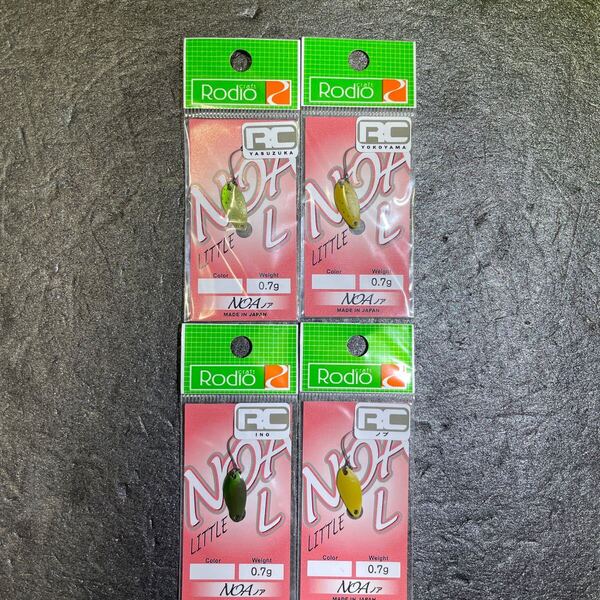 Rodio craft
RC
YASUZUKA
NOA L
LITTLE
Color Weight
0.7g
NOA ノア
MADE IN JAPAN
Rodio craft
RC
YOKOYAMA
NOA L
LITTLE
Color Weight
0.7g
NOA ノア
MADE IN JAPAN
Rodio craft
RC
INO
NOA L
LITTLE
Color Weight
0.7g
NOA ノア
Rodio craft
RC
ノブ
NOA L
LITTLE
Color Weight
0.7g
NOA ノア
MADE IN JAPAN